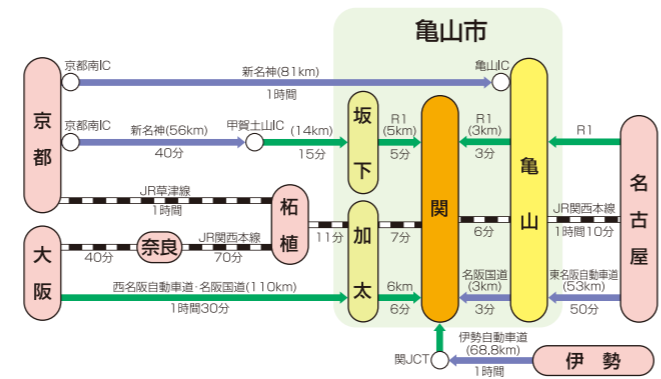 亀山市
京都南IC
新名神(81km)
1時間
亀山IC
京都
京都南IC
新名神(56km)
40分
甲賀土山IC
(14km)
15分
坂下
R1
(5km)
5分
関
R1
(3km)
3分
亀山
R1
名古屋
JR草津線
1時間
柘植
大阪
40分
奈良
JR関西本線
70分
11分
加太
7分
6分
JR関西本線
1時間10分
西名阪自動車道・名阪国道(110km)
1時間30分
6km
6分
名阪国道
(3km)
3分
東名阪自動車道
(53km)
50分
関JCT
伊勢自動車道
(68.8km)
1時間
伊勢